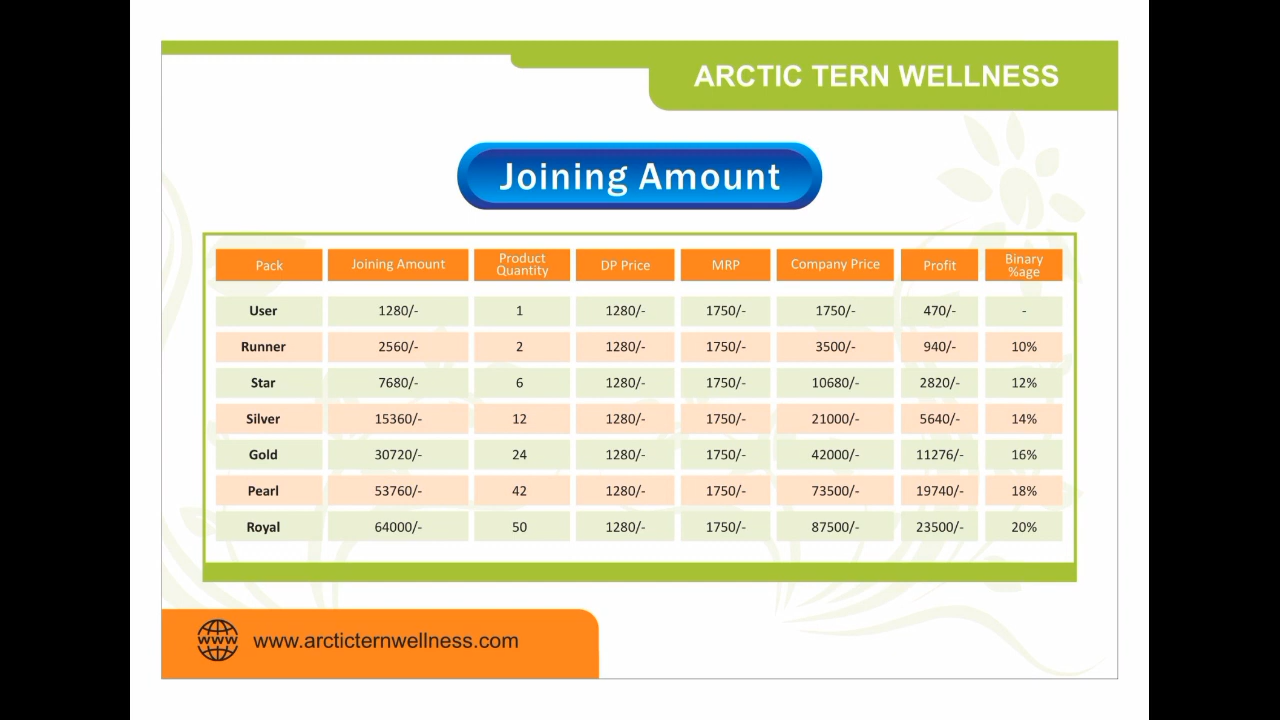 ARCTIC TERN WELLNESS
Joining Amount
Pack Joining Amount Product Quantity DP Price MRP Company Price Profit Binary %age
User 1280/- 1 1280/- 1750/- 1750/- 470/- -
Runner 2560/- 2 1280/- 1750/- 3500/- 940/- 10%
Star 7680/- 6 1280/- 1750/- 10680/- 2820/- 12%
Silver 15360/- 12 1280/- 1750/- 21000/- 5640/- 14%
Gold 30720/- 24 1280/- 1750/- 42000/- 11276/- 16%
Pearl 53760/- 42 1280/- 1750/- 73500/- 19740/- 18%
Royal 64000/- 50 1280/- 1750/- 87500/- 23500/- 20%
www www.arcticternwellness.com